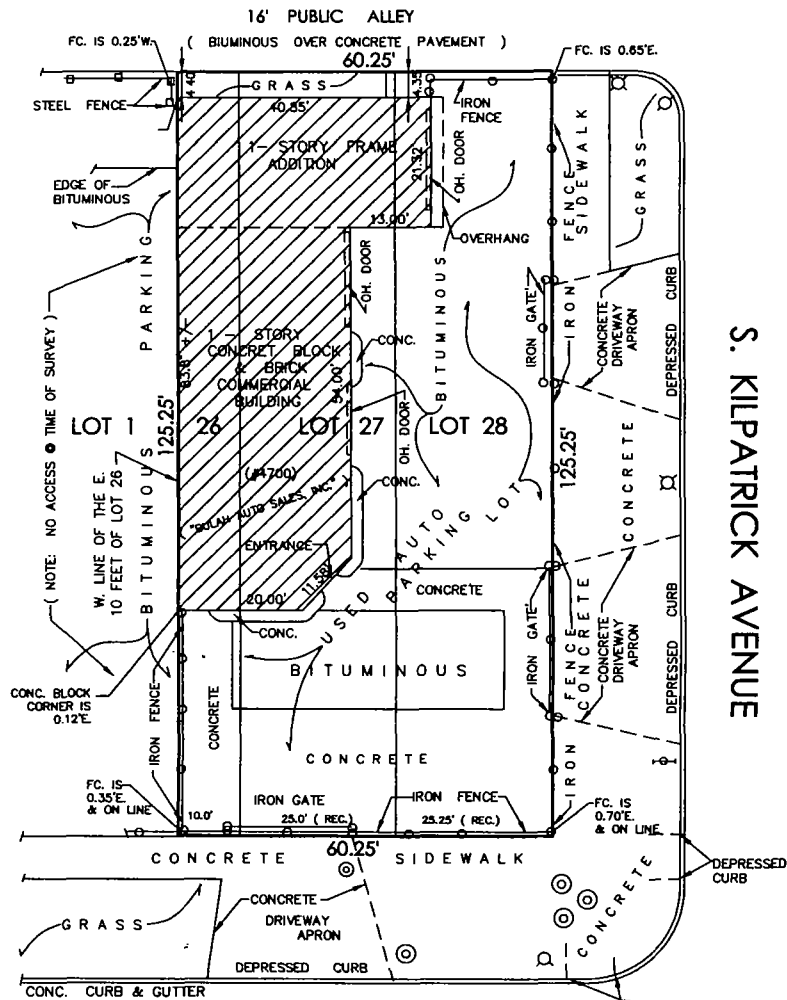 16' PUBLIC ALLEY
( BIUMINOUS OVER CONCRETE PAVEMENT )
FC. IS 0.25'W.
60.25'
FC. IS 0.65'E.
STEEL FENCE
4.40
GRASS
4.35
40.85'
IRON
FENCE
1- STORY FRAME
ADDITION
21.32
OH. DOOR
FENCE
SIDEWALK
GRASS
EDGE OF
BITUMINOUS
13.00'
OVERHANG
PARKING
BITUMINOUS
( NOTE: NO ACCESS @ TIME OF SURVEY )
OH. DOOR
BITUMINOUS
IRON GATE
IRON
CONCRETE
DRIVEWAY
APRON
DEPRESSED CURB
83.8' +/-
1 - STORY
CONCRET BLOCK
& BRICK
COMMERCIAL
BUILDING
54.00'
CONC.
LOT 1
125.25'
26
LOT 27
OH. DOOR
LOT 28
125.25'
CONCRETE
S. KILPATRICK AVENUE
W. LINE OF THE E.
10 FEET OF LOT 26
(#4700)
"BULAH AUTO SALES, INC."
CONC.
ENTRANCE
11.58'
20.00'
CONC.
USED AUTO
PARKING LOT
CONCRETE
IRON GATE
FENCE
CONCRETE
CONCRETE
DRIVEWAY
APRON
DEPRESSED CURB
BITUMINOUS
CONC. BLOCK
CORNER IS
0.12'E.
IRON FENCE
CONCRETE
CONCRETE
IRON
FC. IS
0.35'E.
& ON LINE
10.0'
IRON GATE
25.0' ( REC.)
IRON FENCE
25.25' ( REC.)
FC. IS
0.70'E.
& ON LINE
60.25'
CONCRETE SIDEWALK
DEPRESSED
CURB
GRASS
CONCRETE
DRIVEWAY
APRON
CONCRETE
DEPRESSED CURB
CONC. CURB & GUTTER